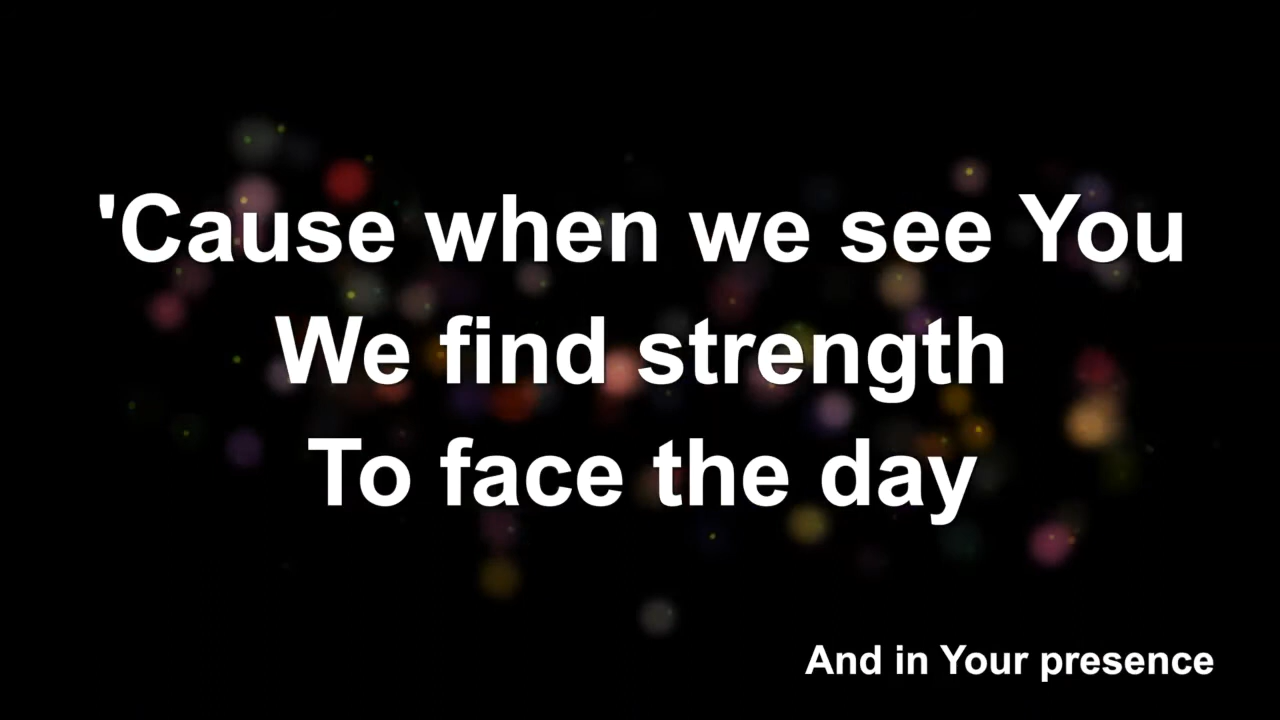 'Cause when we see You
We find strength
To face the day
And in Your presence